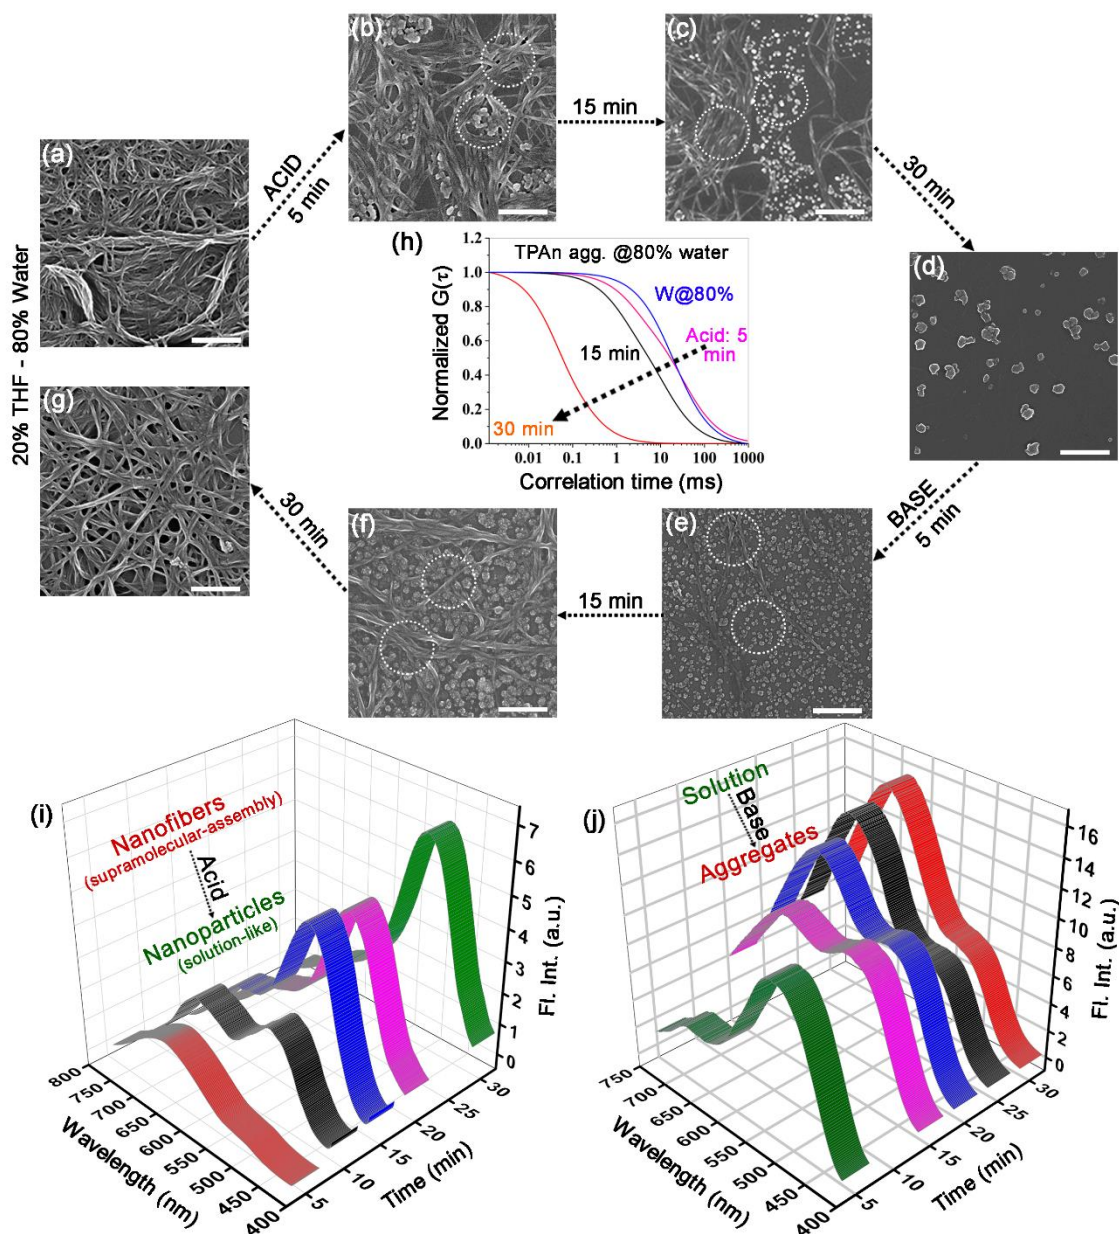 (b)
(c)
15 min
(a)
ACID
5 min
30 min
(h)
1.2
1.0
0.8
0.6
0.4
0.2
0.0
Normalized G(τ)
TPAn agg. @80% water
W@80%
Acid: 5
min
15 min
30 min
0.01
0.1
1
10
100
1000
Correlation time (ms)
(d)
20% THF - 80% Water
(g)
30 min
(f)
15 min
(e)
BASE
5 min
(i)
Nanofibers
(supramolecular-assembly)
Acid
Nanoparticles
(solution-like)
7
6
5
4
3
2
1
0
Fl. Int. (a.u.)
800
750
700
650
600
550
500
450
400
Wavelength (nm)
5
10
15
20
25
30
Time (min)
(j)
Solution
Base
Aggregates
16
14
12
10
8
6
4
2
0
Fl. Int. (a.u.)
750
700
650
600
550
500
450
400
Wavelength (nm)
5
10
15
20
25
30
Time (min)